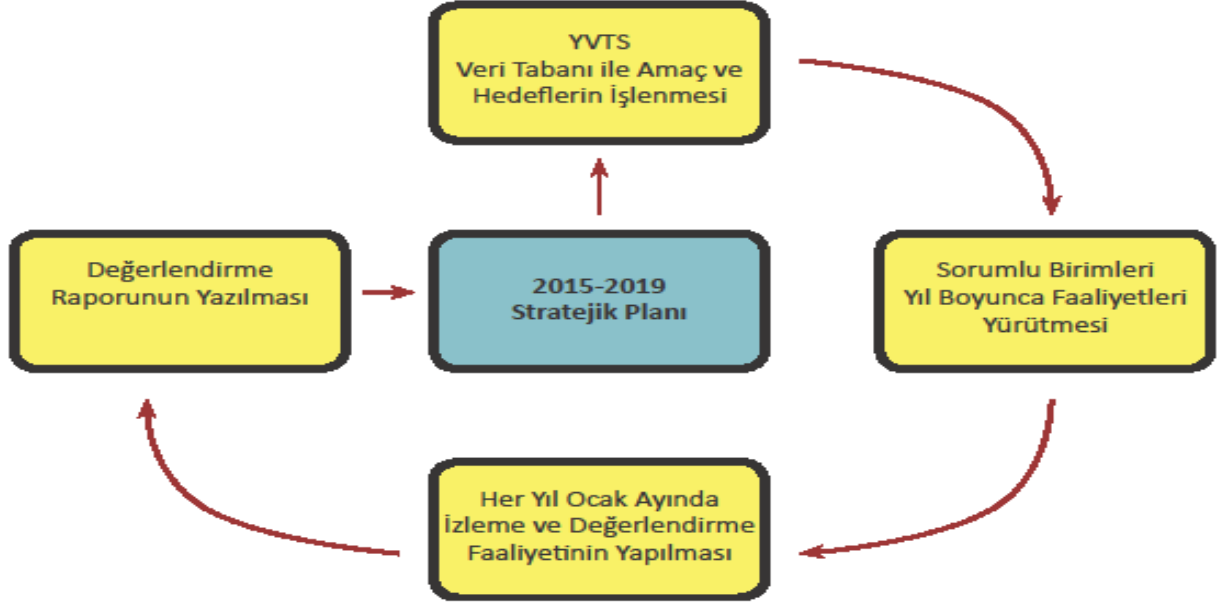 YVTS
Veri Tabanı ile Amaç ve
Hedeflerin İşlenmesi
Değerlendirme
Raporunun Yazılması
2015-2019
Stratejik Planı
Sorumlu Birimleri
Yıl Boyunca Faaliyetleri
Yürütmesi
Her Yıl Ocak Ayında
İzleme ve Değerlendirme
Faaliyetinin Yapılması